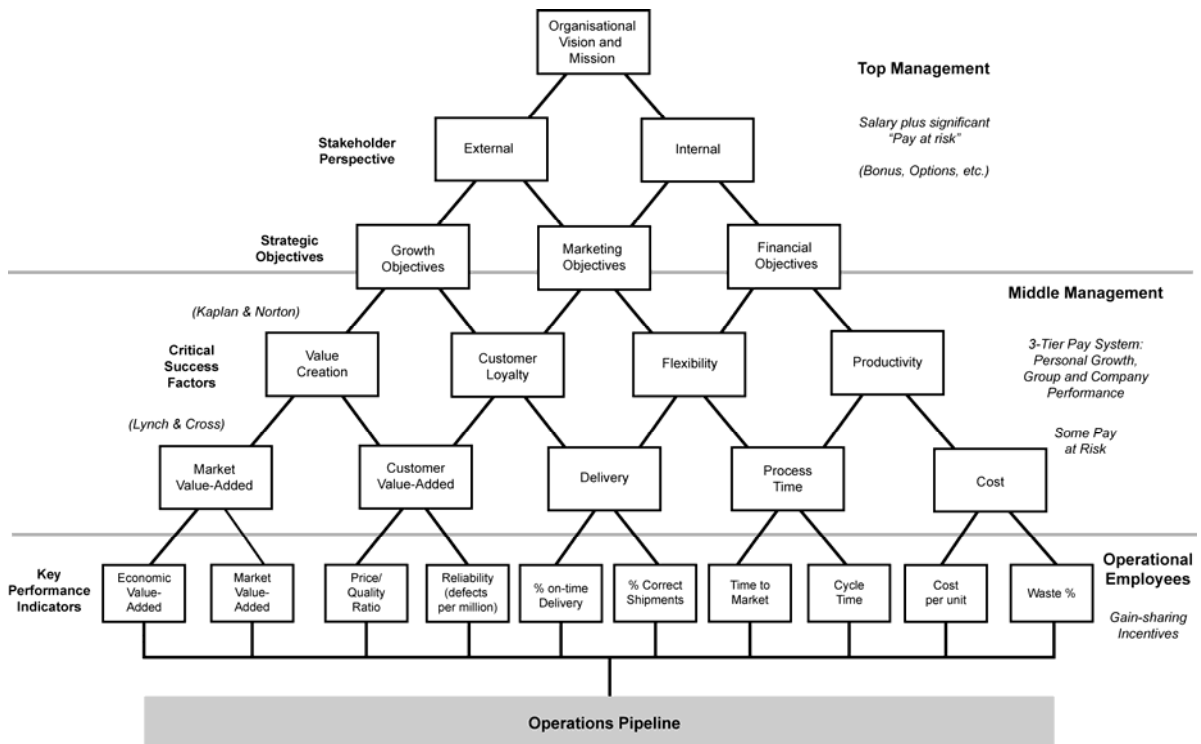 Organisational
Vision and
Mission
Top Management
Salary plus significant
“Pay at risk”
(Bonus, Options, etc.)
Stakeholder
Perspective
External
Internal
Strategic
Objectives
Growth
Objectives
Marketing
Objectives
Financial
Objectives
Middle Management
(Kaplan & Norton)
Critical
Success
Factors
Value
Creation
Customer
Loyalty
Flexibility
Productivity
3-Tier Pay System:
Personal Growth,
Group and Company
Performance
Some Pay
at Risk
(Lynch & Cross)
Market
Value-Added
Customer
Value-Added
Delivery
Process
Time
Cost
Key
Performance
Indicators
Economic
Value-
Added
Market
Value-
Added
Price/
Quality
Ratio
Reliability
(defects
per million)
% on-time
Delivery
% Correct
Shipments
Time to
Market
Cycle
Time
Cost
per unit
Waste %
Operational
Employees
Gain-sharing
Incentives
Operations Pipeline